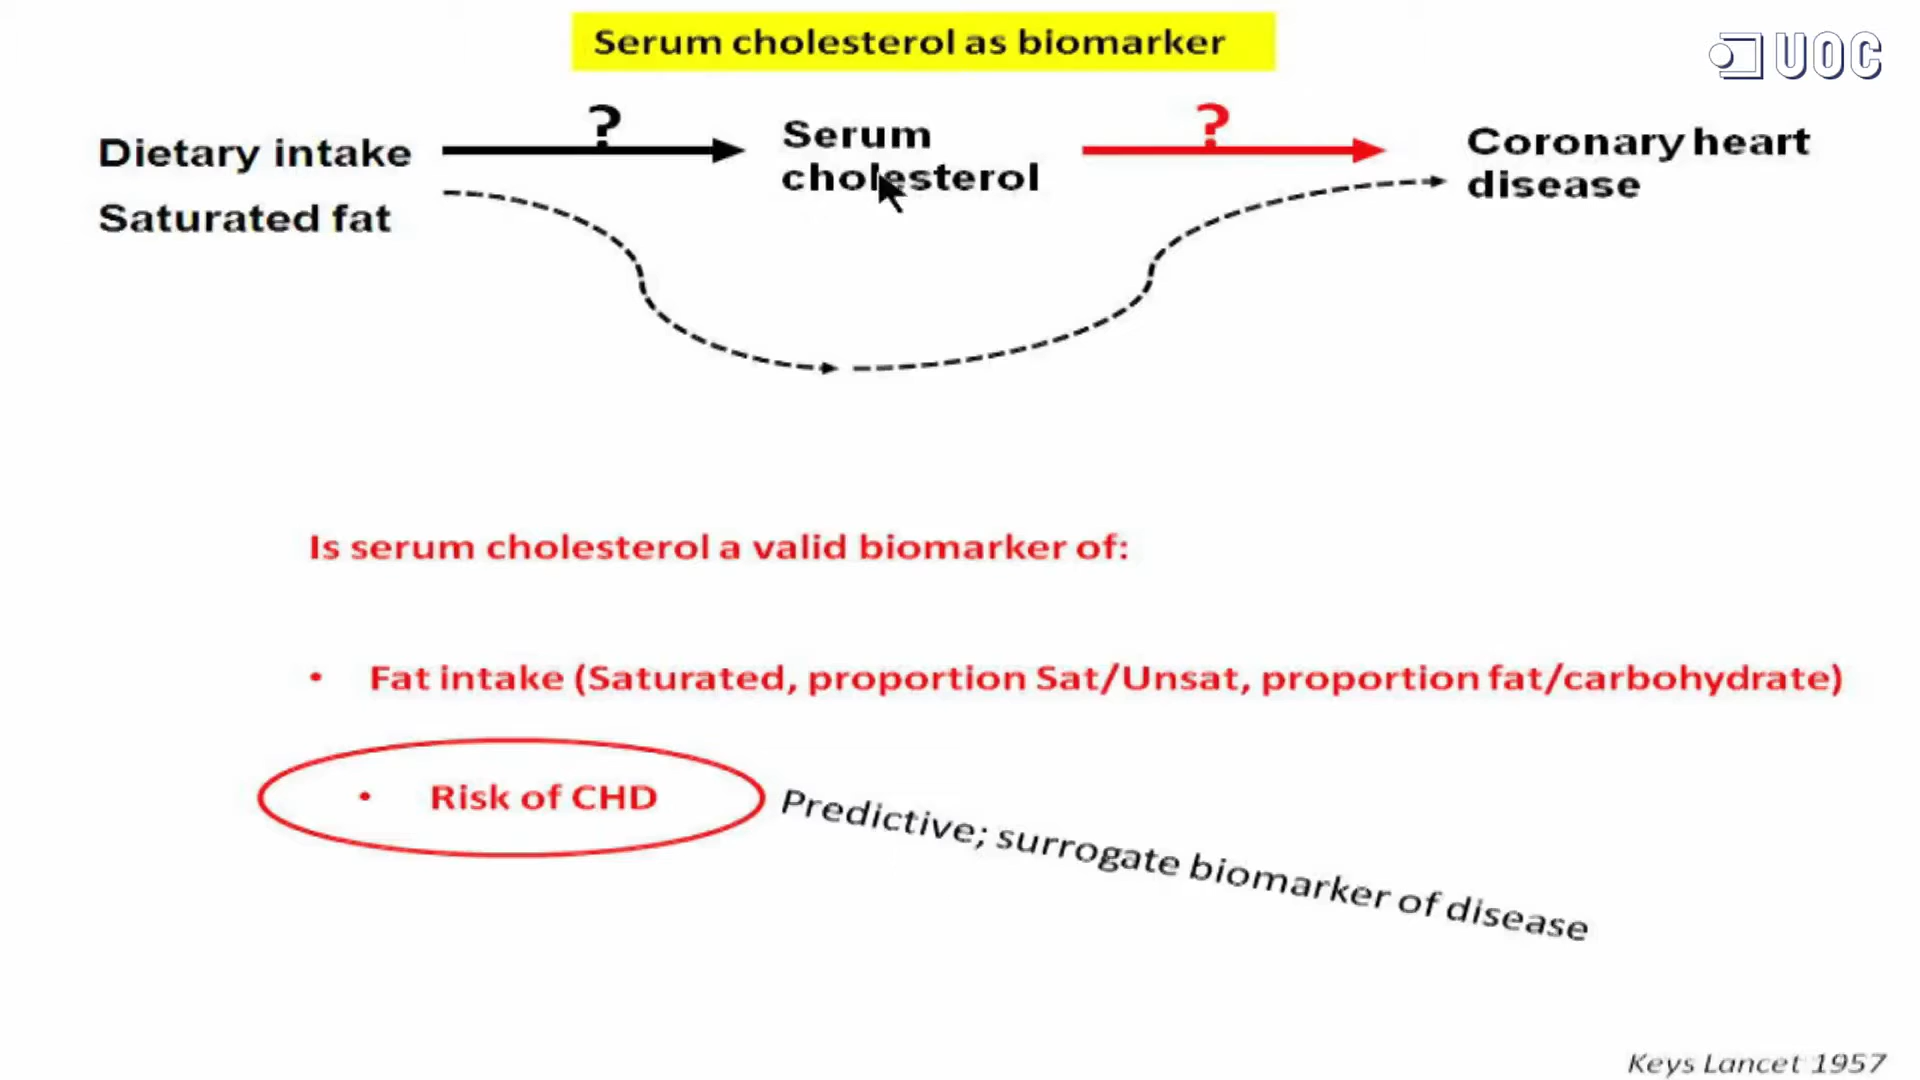 Serum cholesterol as biomarker
UOC
?
?
Dietary intake
Saturated fat
Serum
cholesterol
Coronary heart
disease
Is serum cholesterol a valid biomarker of:
• Fat intake (Saturated, proportion Sat/Unsat, proportion fat/carbohydrate)
• Risk of CHD
Predictive; surrogate biomarker of disease
Keys Lancet 1957